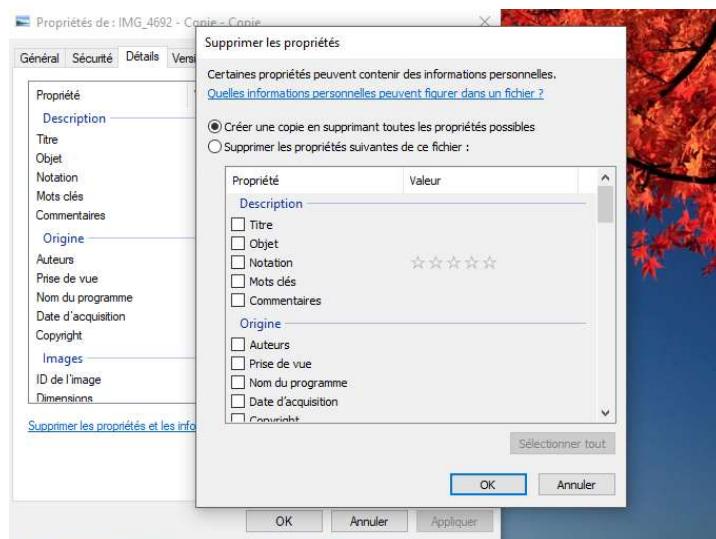 Propriétés de : IMG_4692 - Copie - Copie
Général Sécurité Détails Versi
Propriété
Description
Titre
Objet
Notation
Mots clés
Commentaires
Origine
Auteurs
Prise de vue
Nom du programme
Date d'acquisition
Copyright
Images
ID de l'image
Dimensions
Supprimer les propriétés et les info
OK Annuler Appliquer
Supprimer les propriétés
Certaines propriétés peuvent contenir des informations personnelles.
Quelles informations personnelles peuvent figurer dans un fichier ?
Créer une copie en supprimant toutes les propriétés possibles
Supprimer les propriétés suivantes de ce fichier :
Propriété Valeur
Description
Titre
Objet
Notation
Mots clés
Commentaires
Origine
Auteurs
Prise de vue
Nom du programme
Date d'acquisition
Copyright
Sélectionner tout
OK Annuler